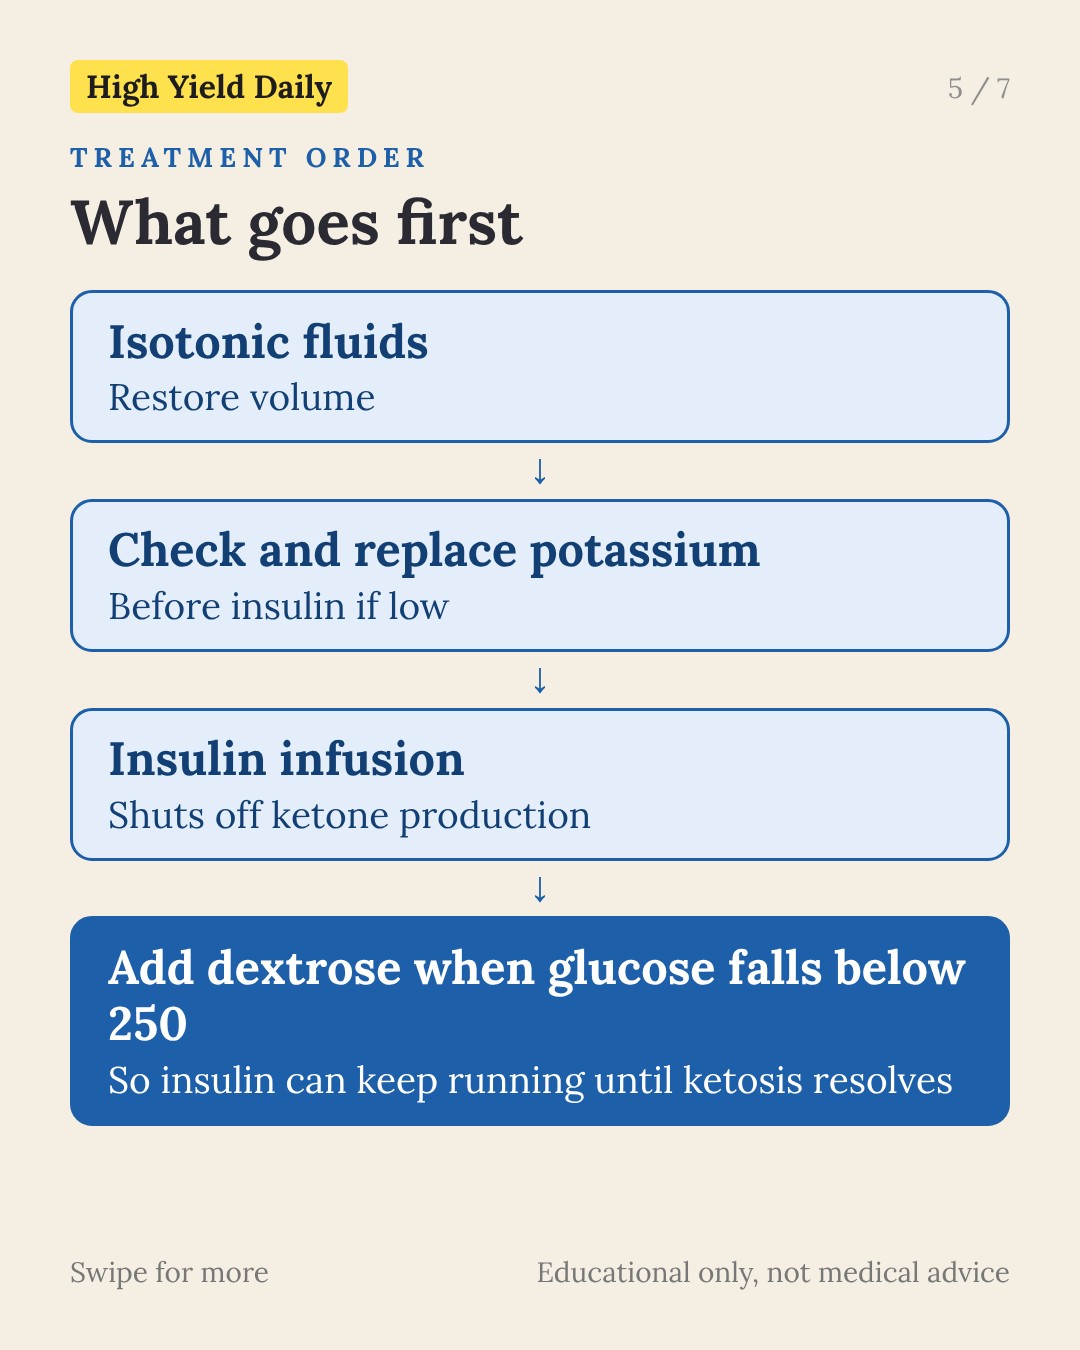 High Yield Daily
5 / 7
TREATMENT ORDER
What goes first
Isotonic fluids
Restore volume
↓
Check and replace potassium
Before insulin if low
↓
Insulin infusion
Shuts off ketone production
↓
Add dextrose when glucose falls below
250
So insulin can keep running until ketosis resolves
Swipe for more
Educational only, not medical advice